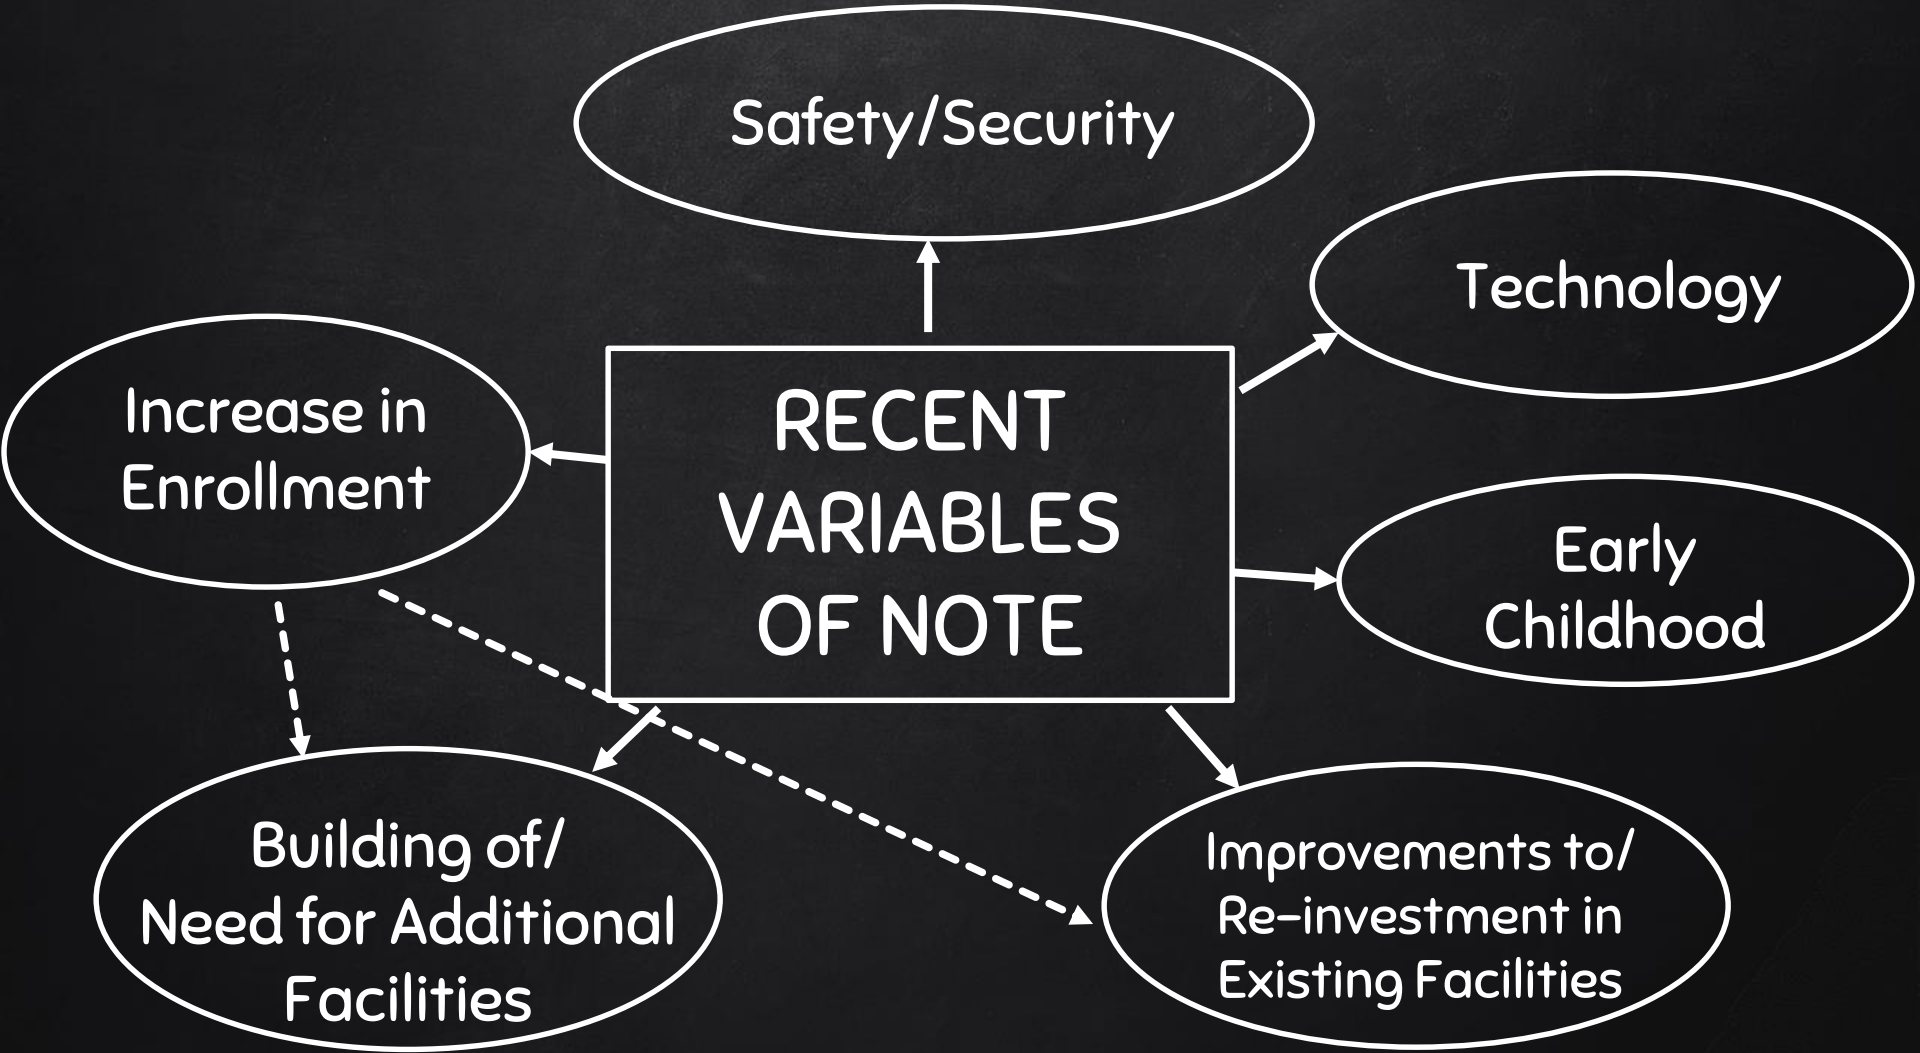 Safety/Security
Technology
Increase in
Enrollment
RECENT
VARIABLES
OF NOTE
Early
Childhood
Building of/
Need for Additional
Facilities
Improvements to/
Re-investment in
Existing Facilities